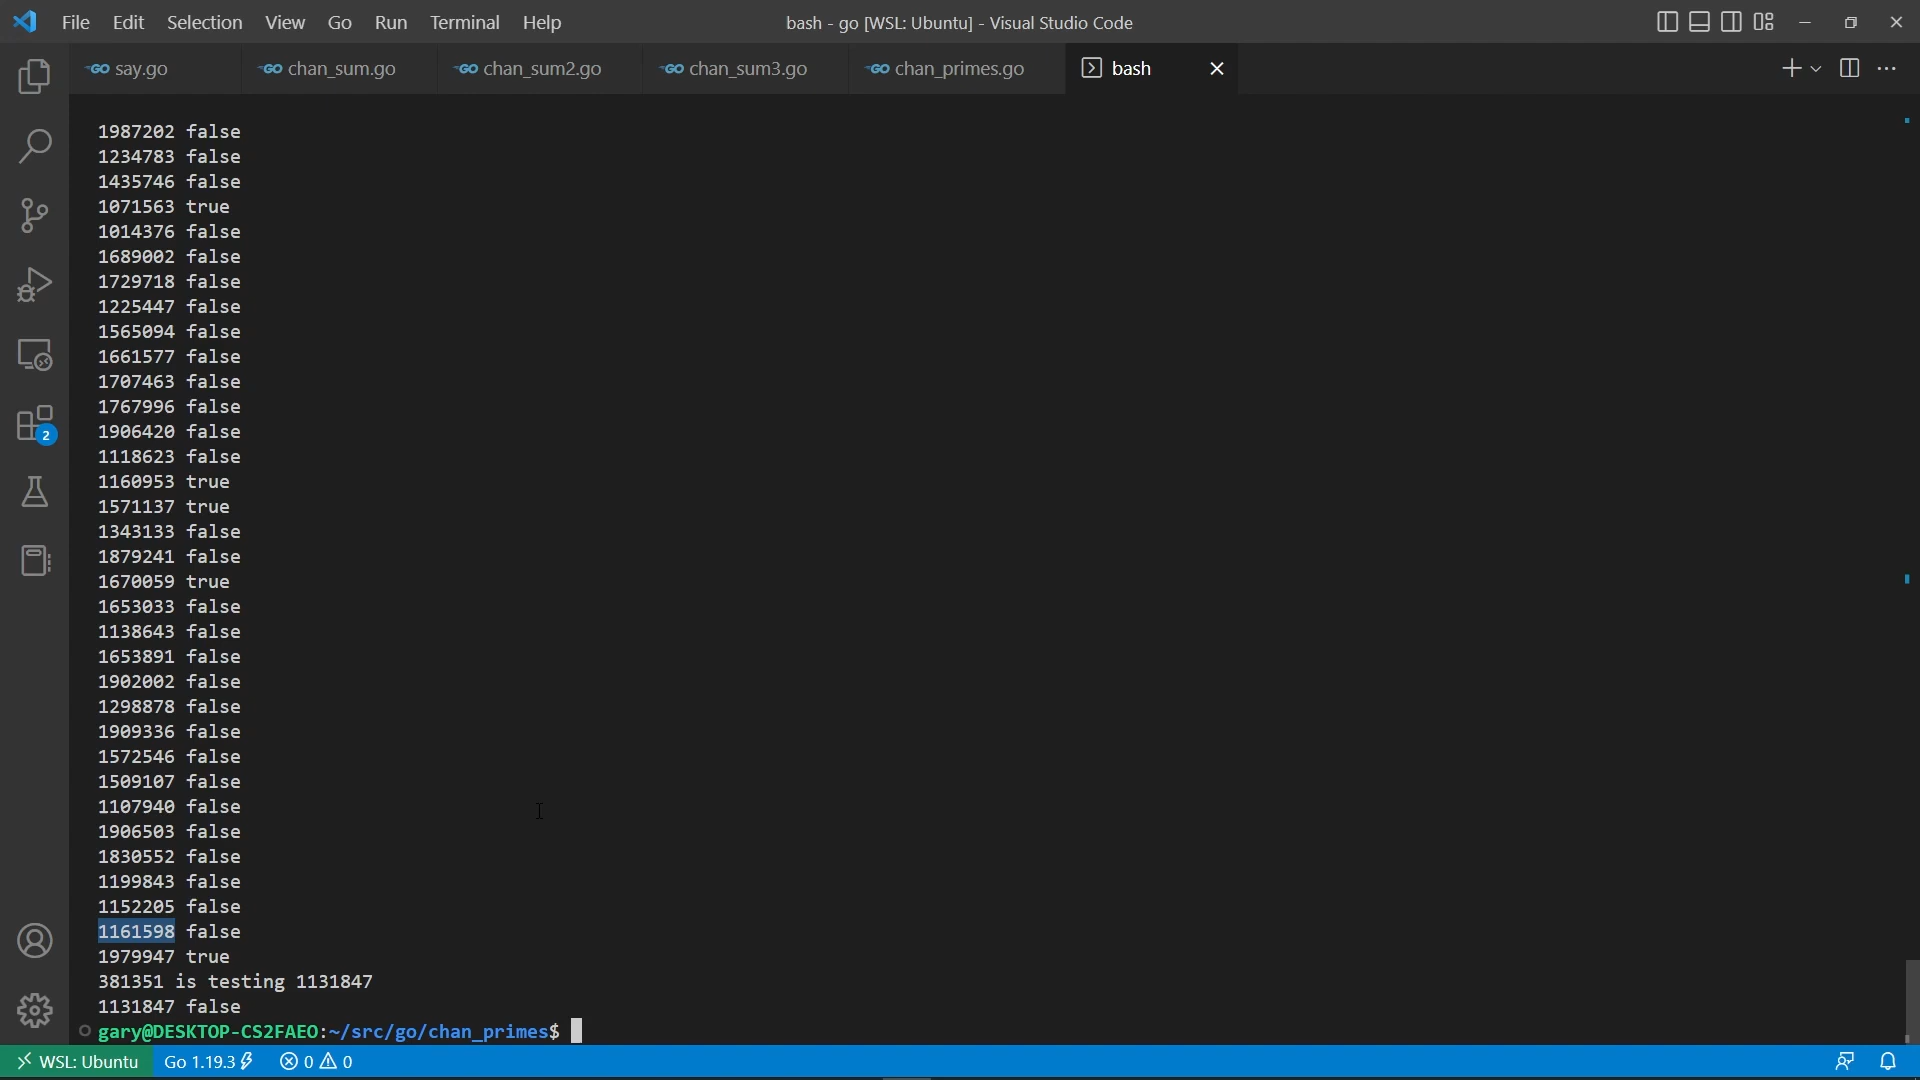 File Edit Selection View Go Run Terminal Help
bash - go [WSL: Ubuntu] - Visual Studio Code
GO say.go
GO chan_sum.go
GO chan_sum2.go
GO chan_sum3.go
GO chan_primes.go
bash
1987202 false
1234783 false
1435746 false
1071563 true
1014376 false
1689002 false
1729718 false
1225447 false
1565094 false
1661577 false
1707463 false
1767996 false
1906420 false
1118623 false
1160953 true
1571137 true
1343133 false
1879241 false
1670059 true
1653033 false
1138643 false
1653891 false
1902002 false
1298878 false
1909336 false
1572546 false
1509107 false
1107940 false
1906503 false
1830552 false
1199843 false
1152205 false
1161598 false
1979947 true
381351 is testing 1131847
1131847 false
gary@DESKTOP-CS2FAEO:~/src/go/chan_primes$
2
WSL: Ubuntu Go 1.19.3 0 0